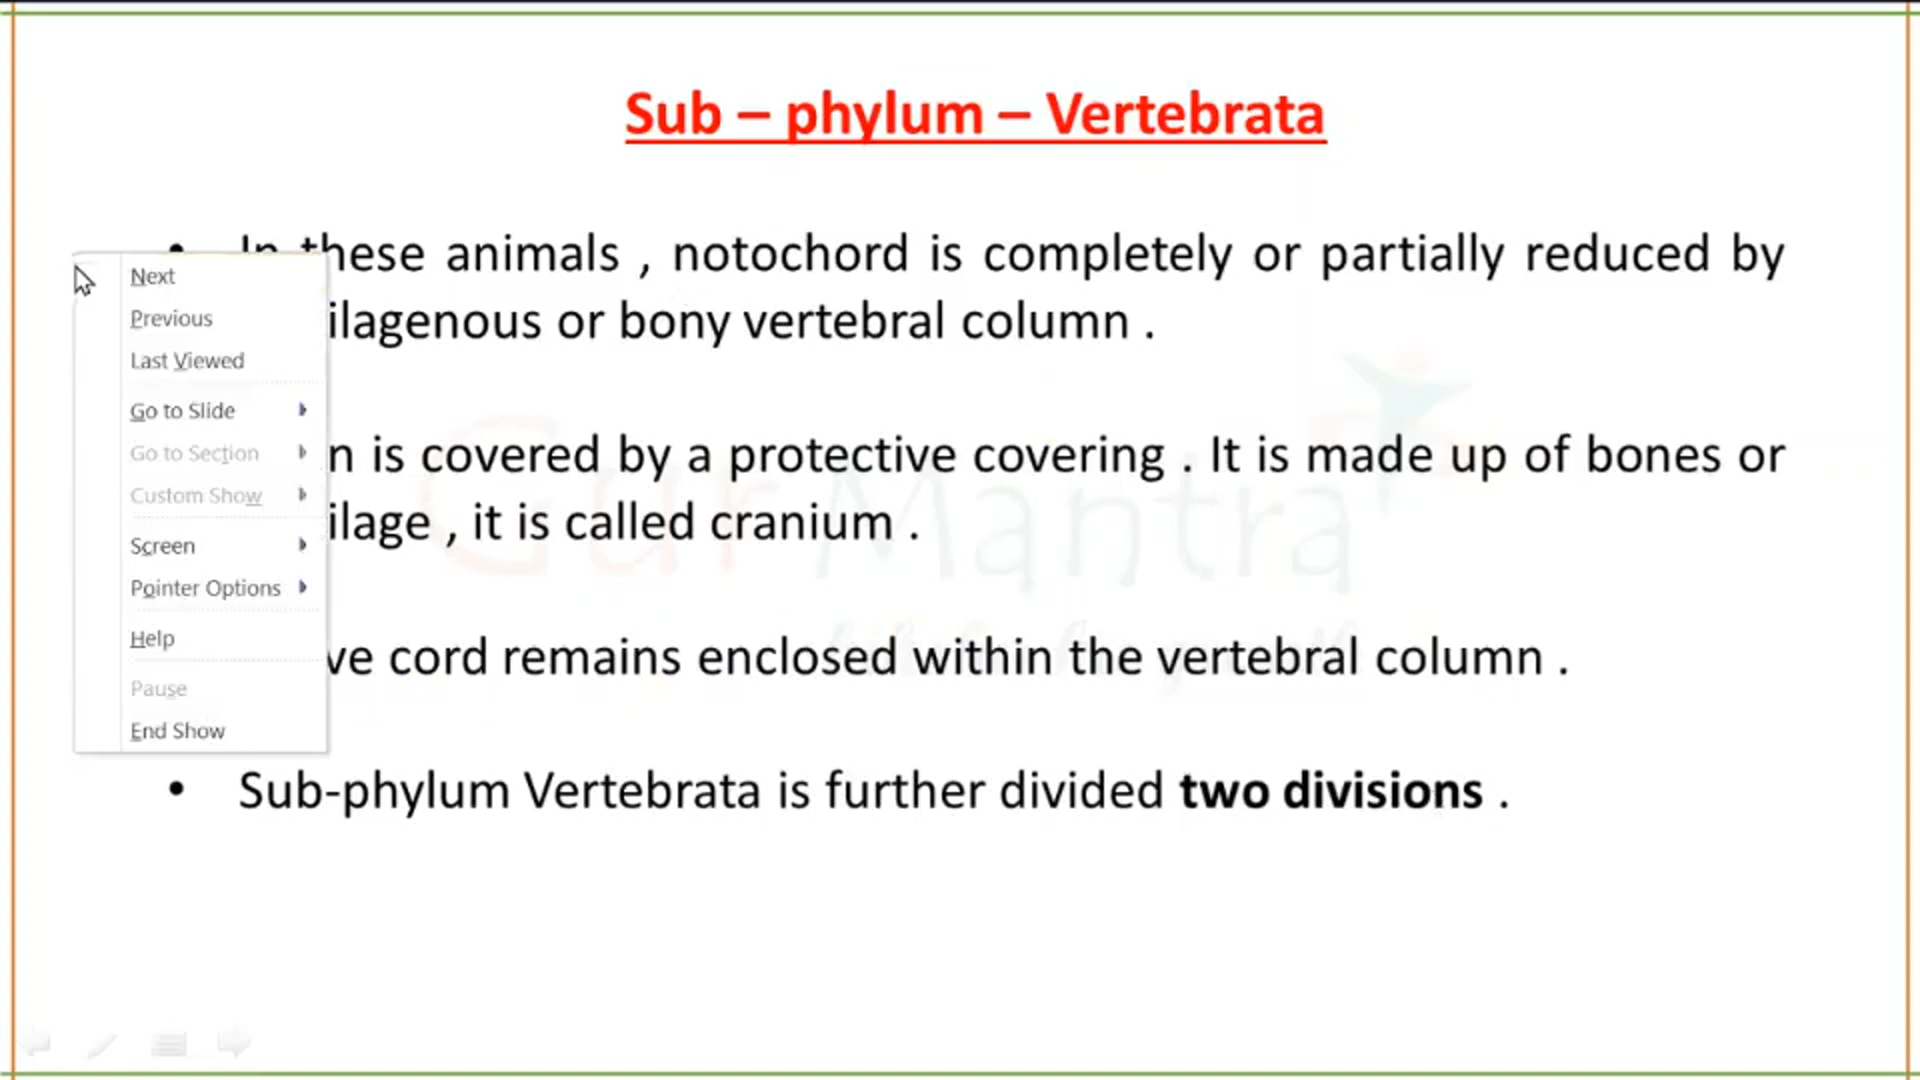 Sub – phylum – Vertebrata
• In these animals , notochord is completely or partially reduced by
ilagenous or bony vertebral column .
n is covered by a protective covering . It is made up of bones or
ilage , it is called cranium .
ve cord remains enclosed within the vertebral column .
• Sub-phylum Vertebrata is further divided two divisions .
Next
Previous
Last Viewed
Go to Slide
Go to Section
Custom Show
Screen
Pointer Options
Help
Pause
End Show
Gur Mantra